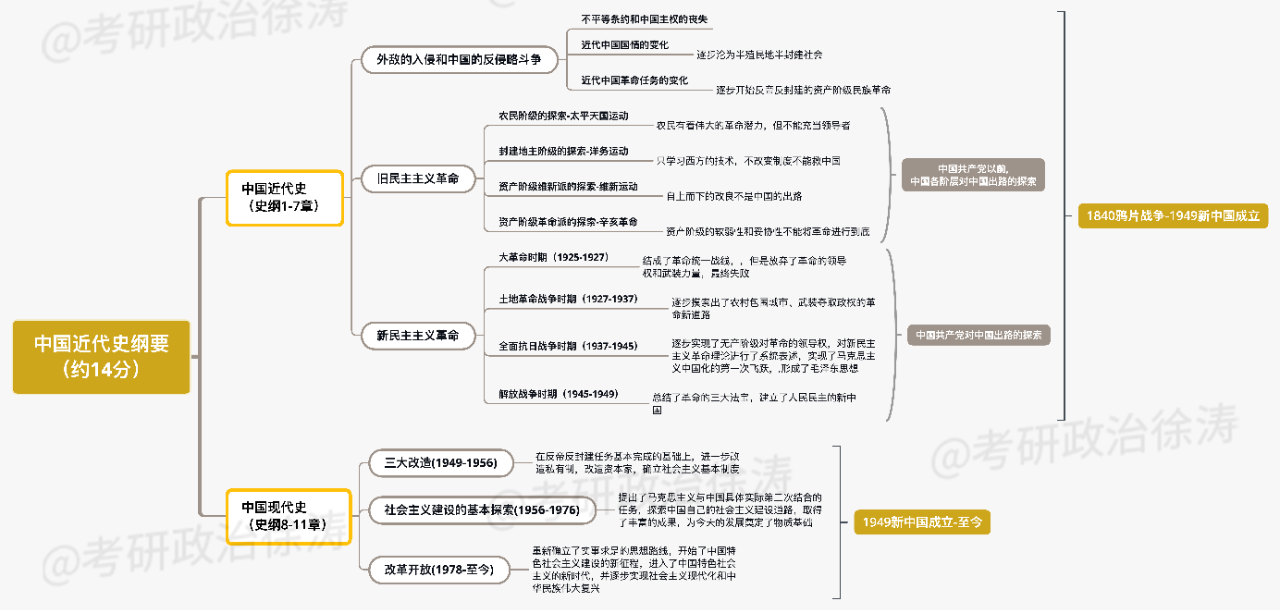 @考研政治徐涛
不平等条约和中国主权的丧失
近代中国国情的变化
逐步沦为半殖民地半封建社会
外敌的入侵和中国的反侵略斗争
近代中国革命任务的变化
逐步开始反帝反封建的资产阶级民族革命
农民阶级的探索-太平天国运动
农民有着伟大的革命潜力，但不能充当领导者
封建地主阶级的探索-洋务运动
只学习西方的技术，不改变制度不能救中国
旧民主主义革命
资产阶级维新派的探索-维新运动
自上而下的改良不是中国的出路
资产阶级革命派的探索-辛亥革命
资产阶级的软弱性和妥协性不能将革命进行到底
中国共产党以前，
中国各阶层对中国出路的探索
中国近代史
（史纲1-7章）
1840鸦片战争-1949新中国成立
大革命时期（1925-1927）
结成了革命统一战线，，但是放弃了革命的领导
权和武装力量，最终失败
土地革命战争时期（1927-1937）
逐步摸索出了农村包围城市、武装夺取政权的革
命新道路
新民主主义革命
全面抗日战争时期（1937-1945）
逐步实现了无产阶级对革命的领导权，对新民主
主义革命理论进行了系统表述，实现了马克思主
义中国化的第一次飞跃，形成了毛泽东思想
解放战争时期（1945-1949）
总结了革命的三大法宝，建立了人民民主的新中
国
中国共产党对中国出路的探索
中国近代史纲要
（约14分）
@考研政治徐涛
三大改造(1949-1956)
在反帝反封建任务基本完成的基础上，进一步改
造私有制，改造资本家，确立社会主义基本制度
@考研政治徐涛
中国现代史
（史纲8-11章）
社会主义建设的基本探索(1956-1976)
提出了马克思主义与中国具体实际第二次结合的
任务，探索中国自己的社会主义建设道路，取得
了丰富的成果，为今天的发展奠定了物质基础
1949新中国成立-至今
@考研政治徐涛
改革开放(1978-至今)
重新确立了实事求是的思想路线，开始了中国特
色社会主义建设的新征程，进入了中国特色社会
主义的新时代，并逐步实现社会主义现代化和中
华民族伟大复兴